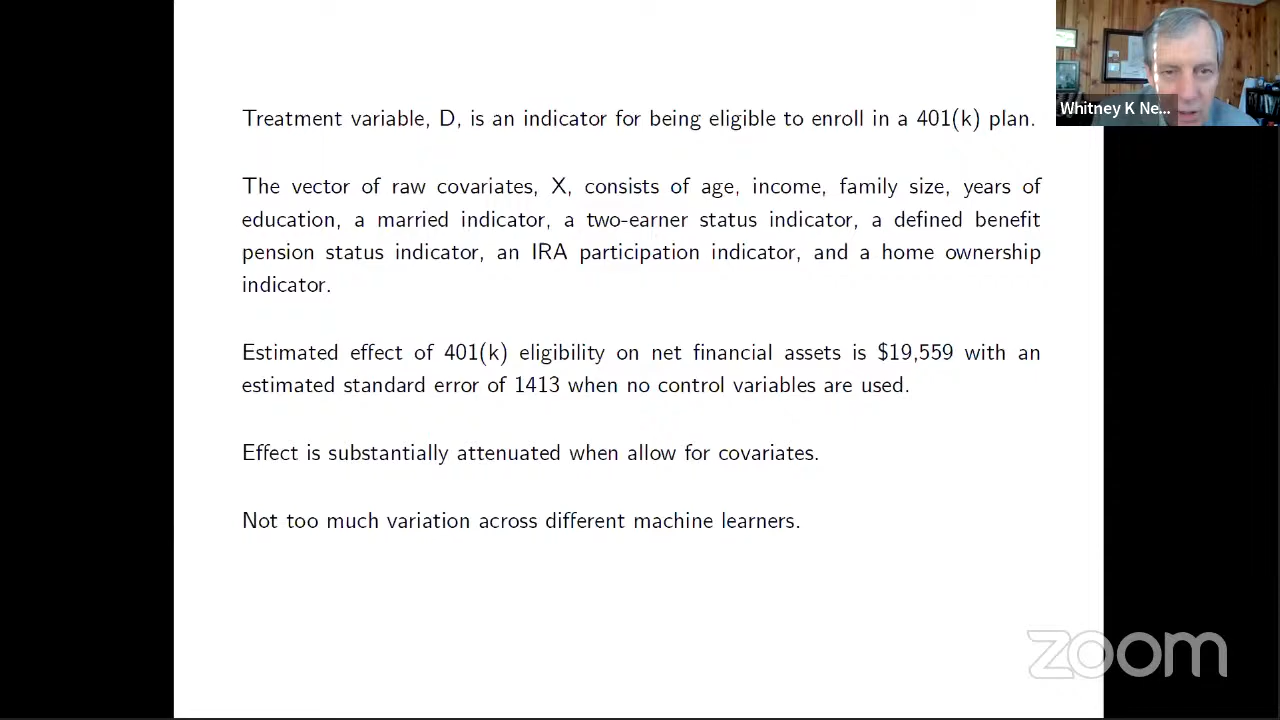 Treatment variable, D, is an indicator for being eligible to enroll in a 401(k) plan.
Whitney K Ne...
The vector of raw covariates, X, consists of age, income, family size, years of
education, a married indicator, a two-earner status indicator, a defined benefit
pension status indicator, an IRA participation indicator, and a home ownership
indicator.
Estimated effect of 401(k) eligibility on net financial assets is $19,559 with an
estimated standard error of 1413 when no control variables are used.
Effect is substantially attenuated when allow for covariates.
Not too much variation across different machine learners.
zoom